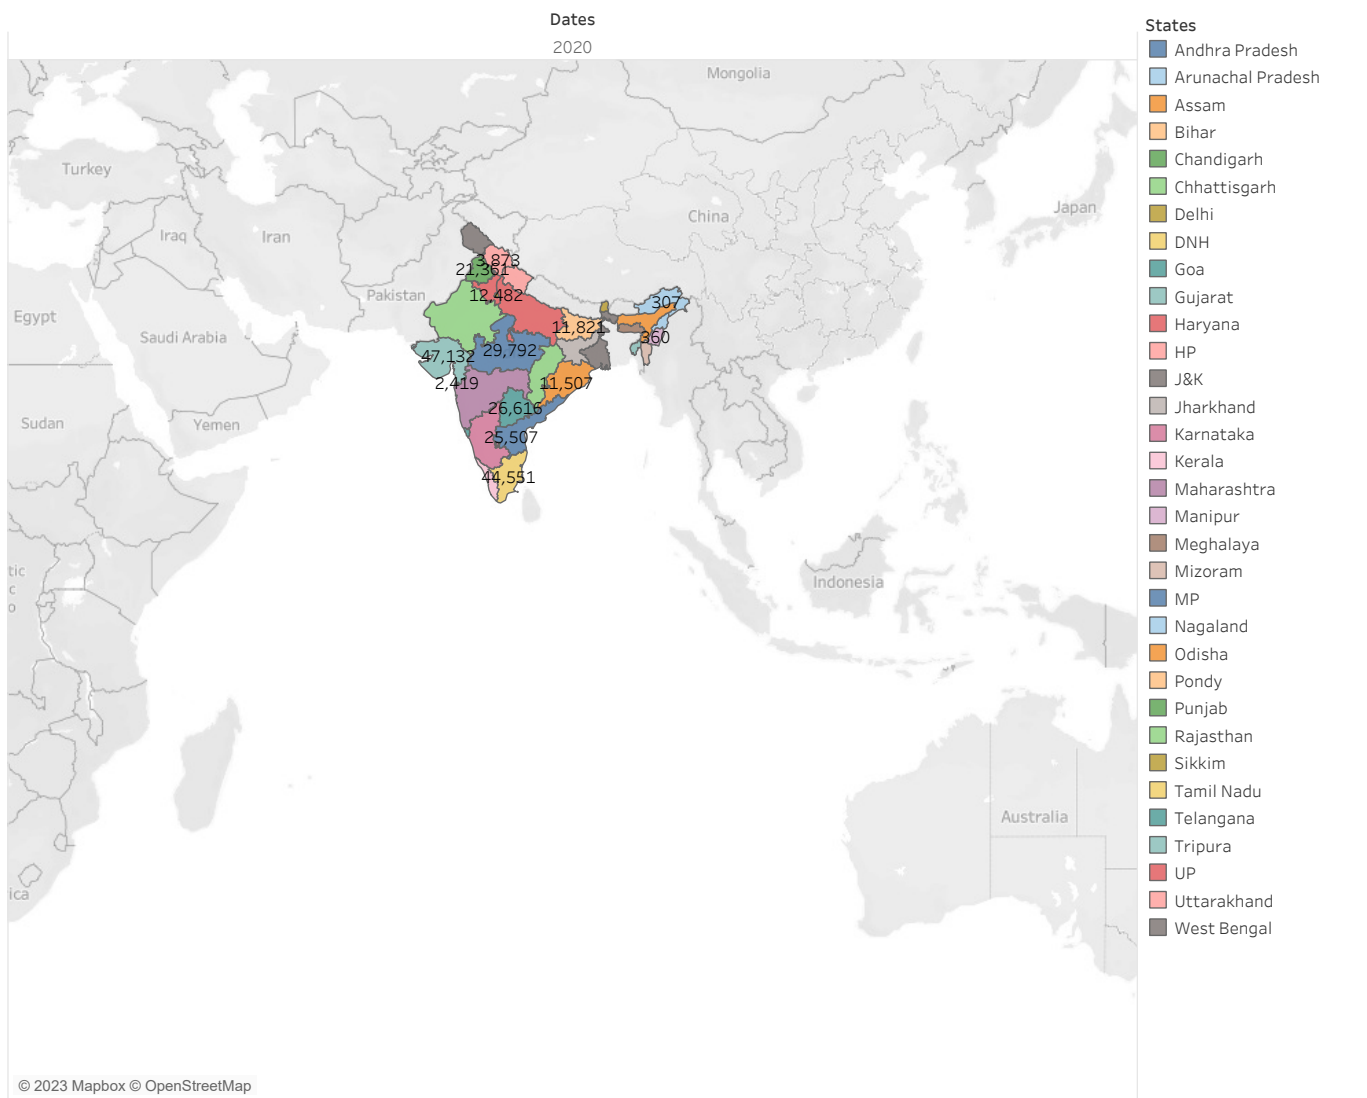 Dates
2020
Mongolia
Turkey
China
Japan
Iraq
Iran
Pakistan
Egypt
Saudi Arabia
Sudan
Yemen
Indonesia
Australia
tic
c
o
ica
3,873
21,361
12,482
307
11,821
360
29,792
47,132
2,419
11,507
26,616
25,507
44,551
© 2023 Mapbox © OpenStreetMap
States
Andhra Pradesh
Arunachal Pradesh
Assam
Bihar
Chandigarh
Chhattisgarh
Delhi
DNH
Goa
Gujarat
Haryana
HP
J&K
Jharkhand
Karnataka
Kerala
Maharashtra
Manipur
Meghalaya
Mizoram
MP
Nagaland
Odisha
Pondy
Punjab
Rajasthan
Sikkim
Tamil Nadu
Telangana
Tripura
UP
Uttarakhand
West Bengal